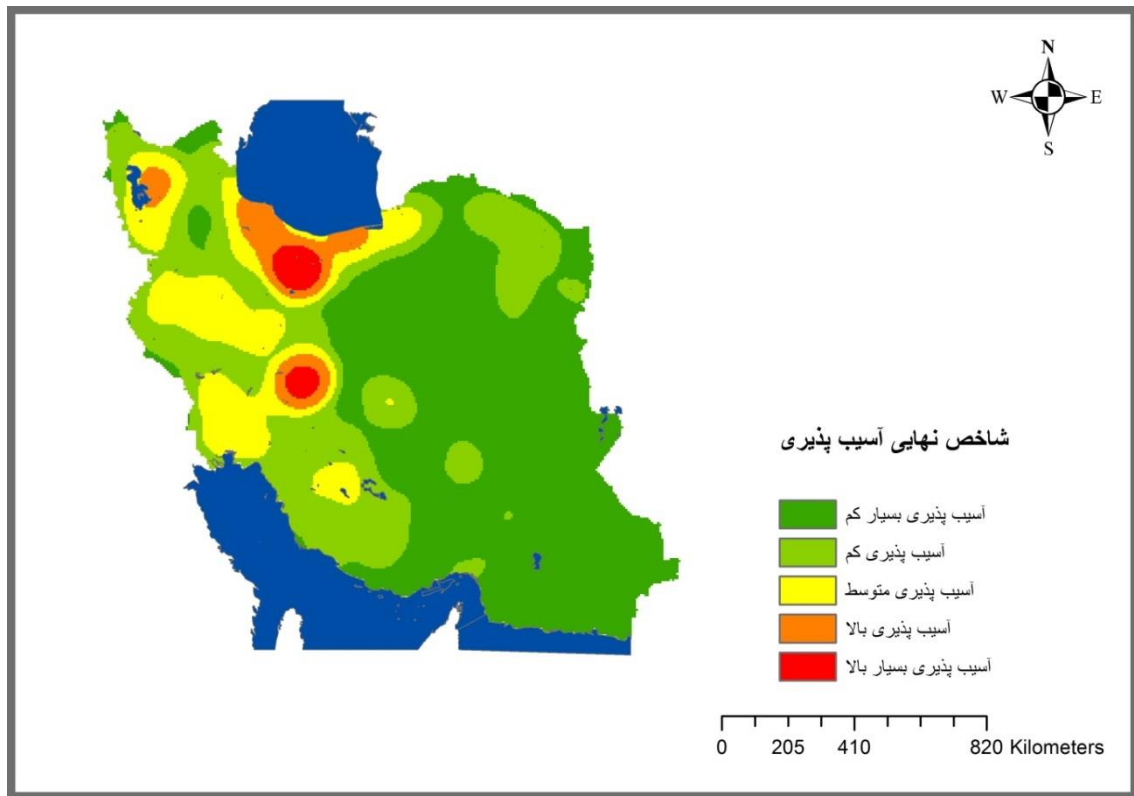 N
W E
S
شاخص نهایی آسیب پذیری
آسیب پذیری بسیار کم
آسیب پذیری کم
آسیب پذیری متوسط
آسیب پذیری بالا
آسیب پذیری بسیار بالا
0 205 410 820 Kilometers